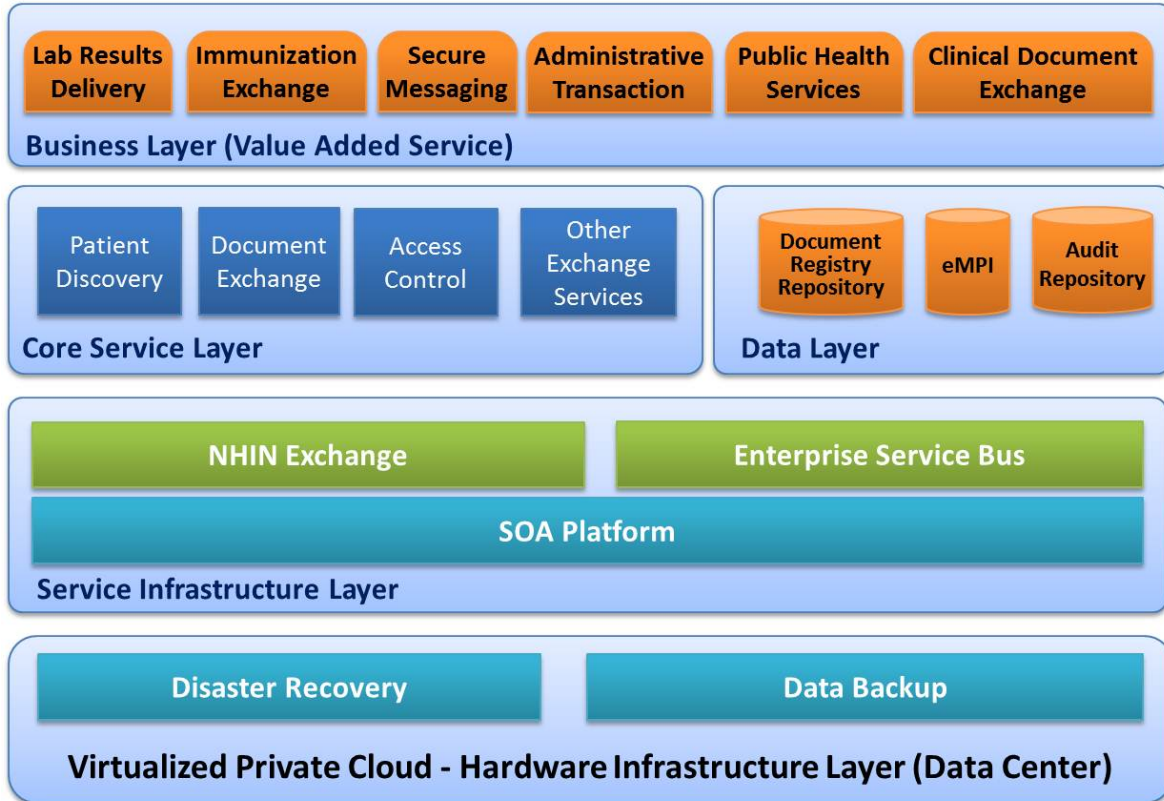 Lab Results
Delivery
Immunization
Exchange
Secure
Messaging
Administrative
Transaction
Public Health
Services
Clinical Document
Exchange
Business Layer (Value Added Service)
Patient
Discovery
Document
Exchange
Access
Control
Other
Exchange
Services
Core Service Layer
Document
Registry
Repository
eMPI
Audit
Repository
Data Layer
NHIN Exchange
Enterprise Service Bus
SOA Platform
Service Infrastructure Layer
Disaster Recovery
Data Backup
Virtualized Private Cloud - Hardware Infrastructure Layer (Data Center)